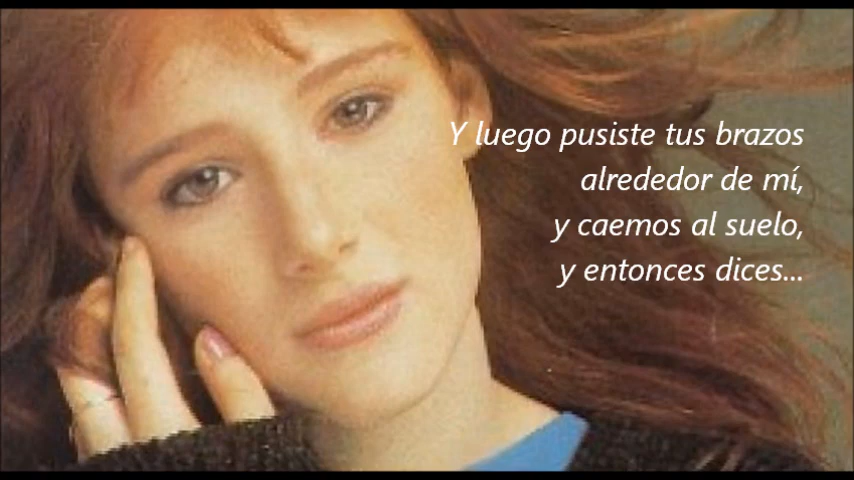 Y luego pusiste tus brazos
alrededor de mí,
y caemos al suelo,
y entonces dices...